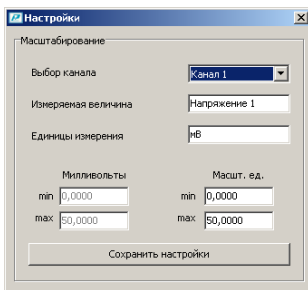 Настройки
Масштабирование
Выбор канала Канал 1
Измеряемая величина Напряжение 1
Единицы измерения мВ
Милливольты Масшт. ед.
min 0,0000 min 0,0000
max 50,0000 max 50,0000
Сохранить настройки